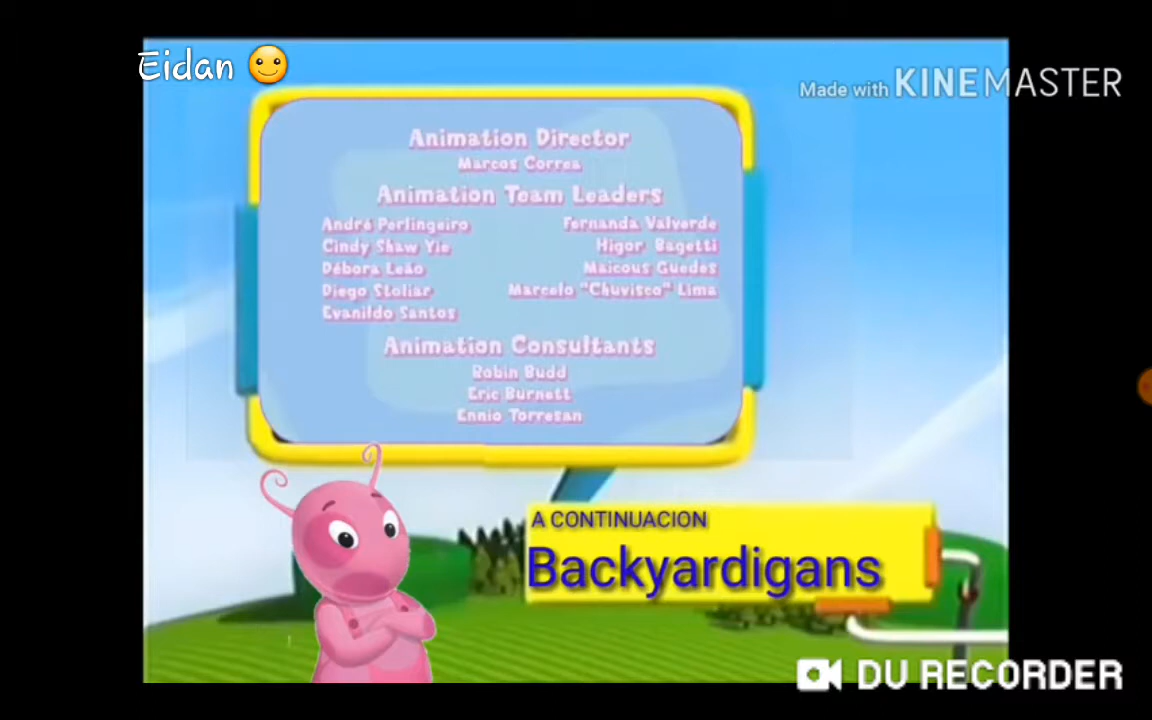 Eidan
Made with KINEMASTER
Animation Director
Marcos Correa
Animation Team Leaders
André Perlingeiro
Fernanda Valverde
Cindy Shaw Yie
Higor Bagetti
Débora Leão
Maicous Guedes
Diego Stoliar
Marcelo "Chuvisco" Lima
Evanildo Santos
Animation Consultants
Robin Budd
Eric Burnett
Ennio Torresan
A CONTINUACION
Backyardigans
DU RECORDER